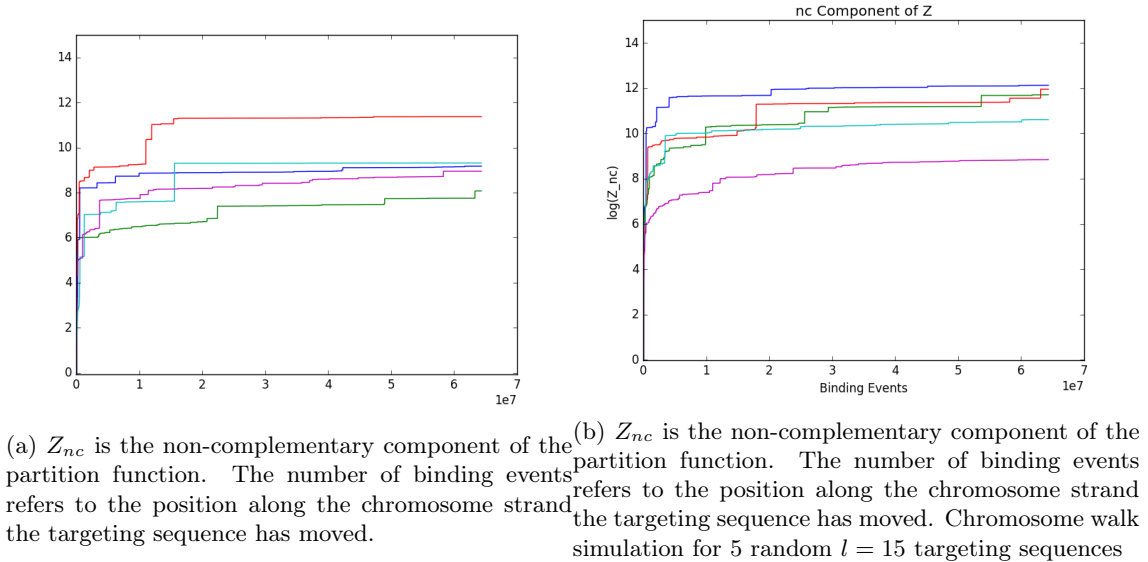 14
12
10
8
6
4
2
0
0 1 2 3 4 5 6 7
1e7
nc Component of Z
log(Z_nc)
14
12
10
8
6
4
2
0
0 1 2 3 4 5 6 7
Binding Events
1e7
(a) Z_{nc} is the non-complementary component of the
partition function. The number of binding events
refers to the position along the chromosome strand
the targeting sequence has moved.
(b) Z_{nc} is the non-complementary component of the
partition function. The number of binding events
refers to the position along the chromosome strand
the targeting sequence has moved. Chromosome walk
simulation for 5 random l = 15 targeting sequences